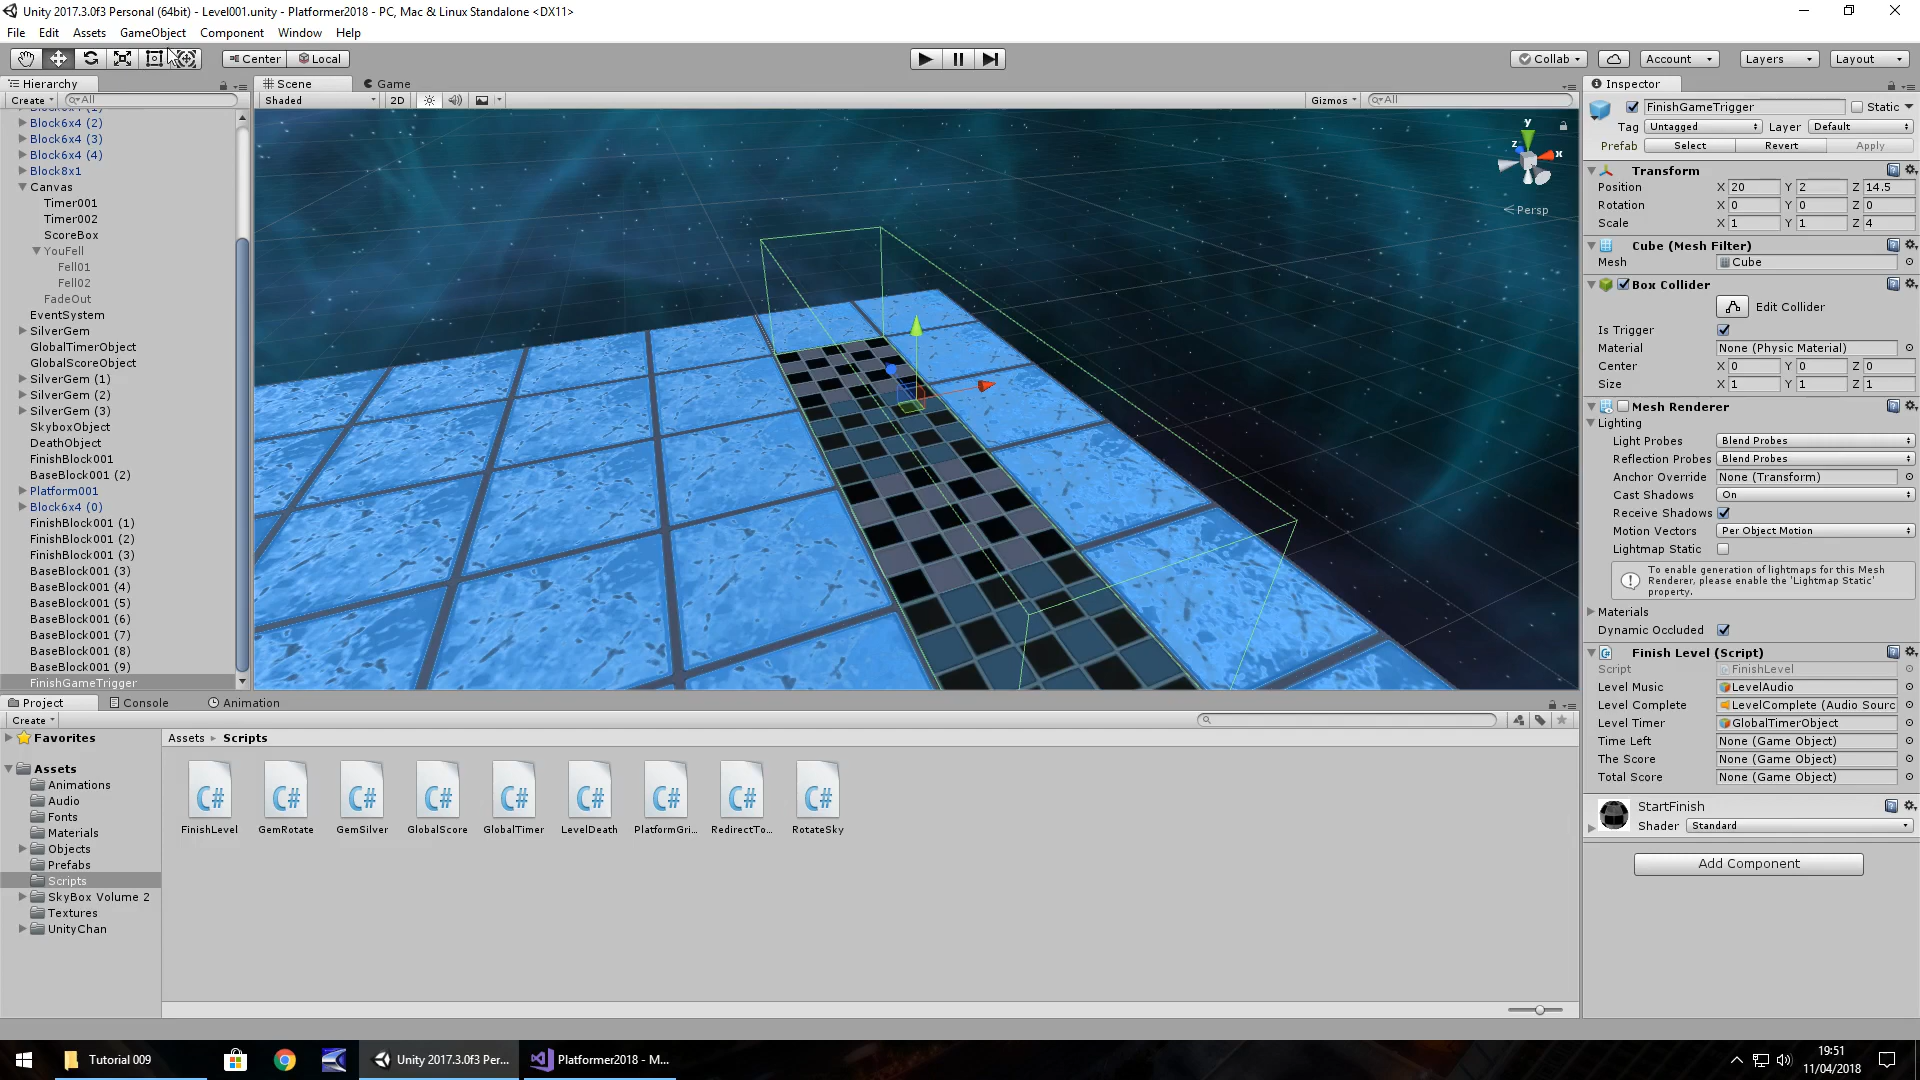 Unity 2017.3.0f3 Personal (64bit) - Level001.unity - Platformer2018 - PC, Mac & Linux Standalone <DX11>
File Edit Assets GameObject Component Window Help
Center Local Collab Account Layers Layout
Hierarchy
Create All
Block6x4 (1)
Block6x4 (2)
Block6x4 (3)
Block6x4 (4)
Block8x1
Canvas
Timer001
Timer002
ScoreBox
YouFell
Fell01
Fell02
FadeOut
EventSystem
SilverGem
GlobalTimerObject
GlobalScoreObject
SilverGem (1)
SilverGem (2)
SilverGem (3)
SkyboxObject
DeathObject
FinishBlock001
BaseBlock001 (2)
Platform001
Block6x4 (0)
FinishBlock001 (1)
FinishBlock001 (2)
FinishBlock001 (3)
BaseBlock001 (3)
BaseBlock001 (4)
BaseBlock001 (5)
BaseBlock001 (6)
BaseBlock001 (7)
BaseBlock001 (8)
BaseBlock001 (9)
FinishGameTrigger
Scene Game
Shaded 2D Gizmos All
y
z x
Persp
Inspector
FinishGameTrigger Static
Tag Untagged Layer Default
Prefab Select Revert Apply
Transform
Position X 20 Y 2 Z 14.5
Rotation X 0 Y 0 Z 0
Scale X 1 Y 1 Z 4
Cube (Mesh Filter)
Mesh Cube
Box Collider
Edit Collider
Is Trigger
Material None (Physic Material)
Center X 0 Y 0 Z 0
Size X 1 Y 1 Z 1
Mesh Renderer
Lighting
Light Probes Blend Probes
Reflection Probes Blend Probes
Anchor Override None (Transform)
Cast Shadows On
Receive Shadows
Motion Vectors Per Object Motion
Lightmap Static
To enable generation of lightmaps for this Mesh
Renderer, please enable the 'Lightmap Static'
property.
Materials
Dynamic Occluded
Finish Level (Script)
Script FinishLevel
Level Music LevelAudio
Level Complete LevelComplete (Audio Sourc
Level Timer GlobalTimerObject
Time Left None (Game Object)
The Score None (Game Object)
Total Score None (Game Object)
StartFinish
Shader Standard
Add Component
Project Console Animation
Create
Favorites
Assets
Animations
Audio
Fonts
Materials
Objects
Prefabs
Scripts
SkyBox Volume 2
Textures
UnityChan
Assets Scripts
C# C# C# C# C# C# C# C# C#
FinishLevel GemRotate GemSilver GlobalScore GlobalTimer LevelDeath PlatformGri... RedirectTo... RotateSky
Tutorial 009 Unity 2017.3.0f3 Per... Platformer2018 - M...
19:51
11/04/2018